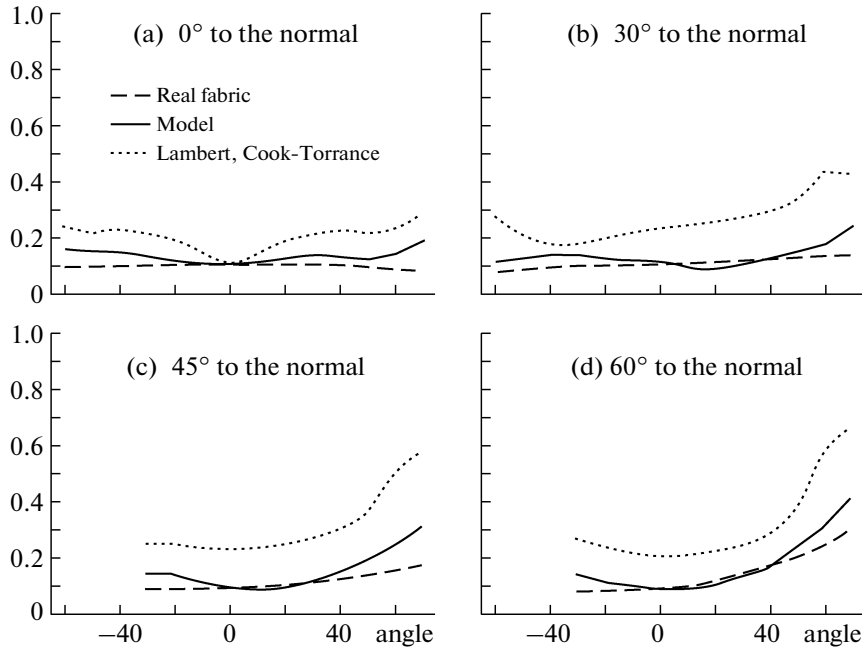 1.0
(a) 0° to the normal
(b) 30° to the normal
0.8
Real fabric
Model
0.6
Lambert, Cook-Torrance
0.4
0.2
0
1.0
(c) 45° to the normal
(d) 60° to the normal
0.8
0.6
0.4
0.2
0
−40 0 40 angle
−40 0 40 angle